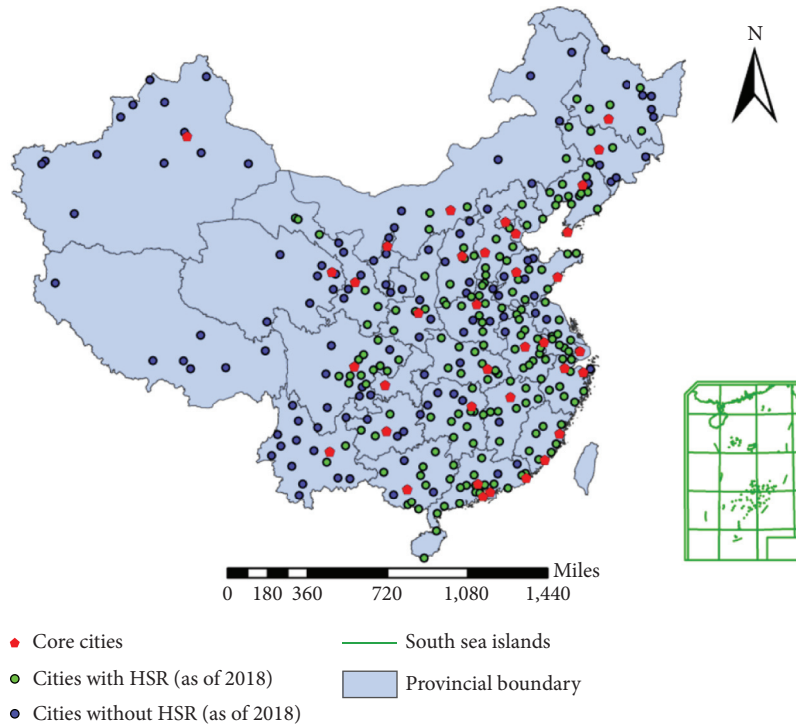 N
Miles
0 180 360 720 1,080 1,440
Core cities
South sea islands
Cities with HSR (as of 2018)
Provincial boundary
Cities without HSR (as of 2018)